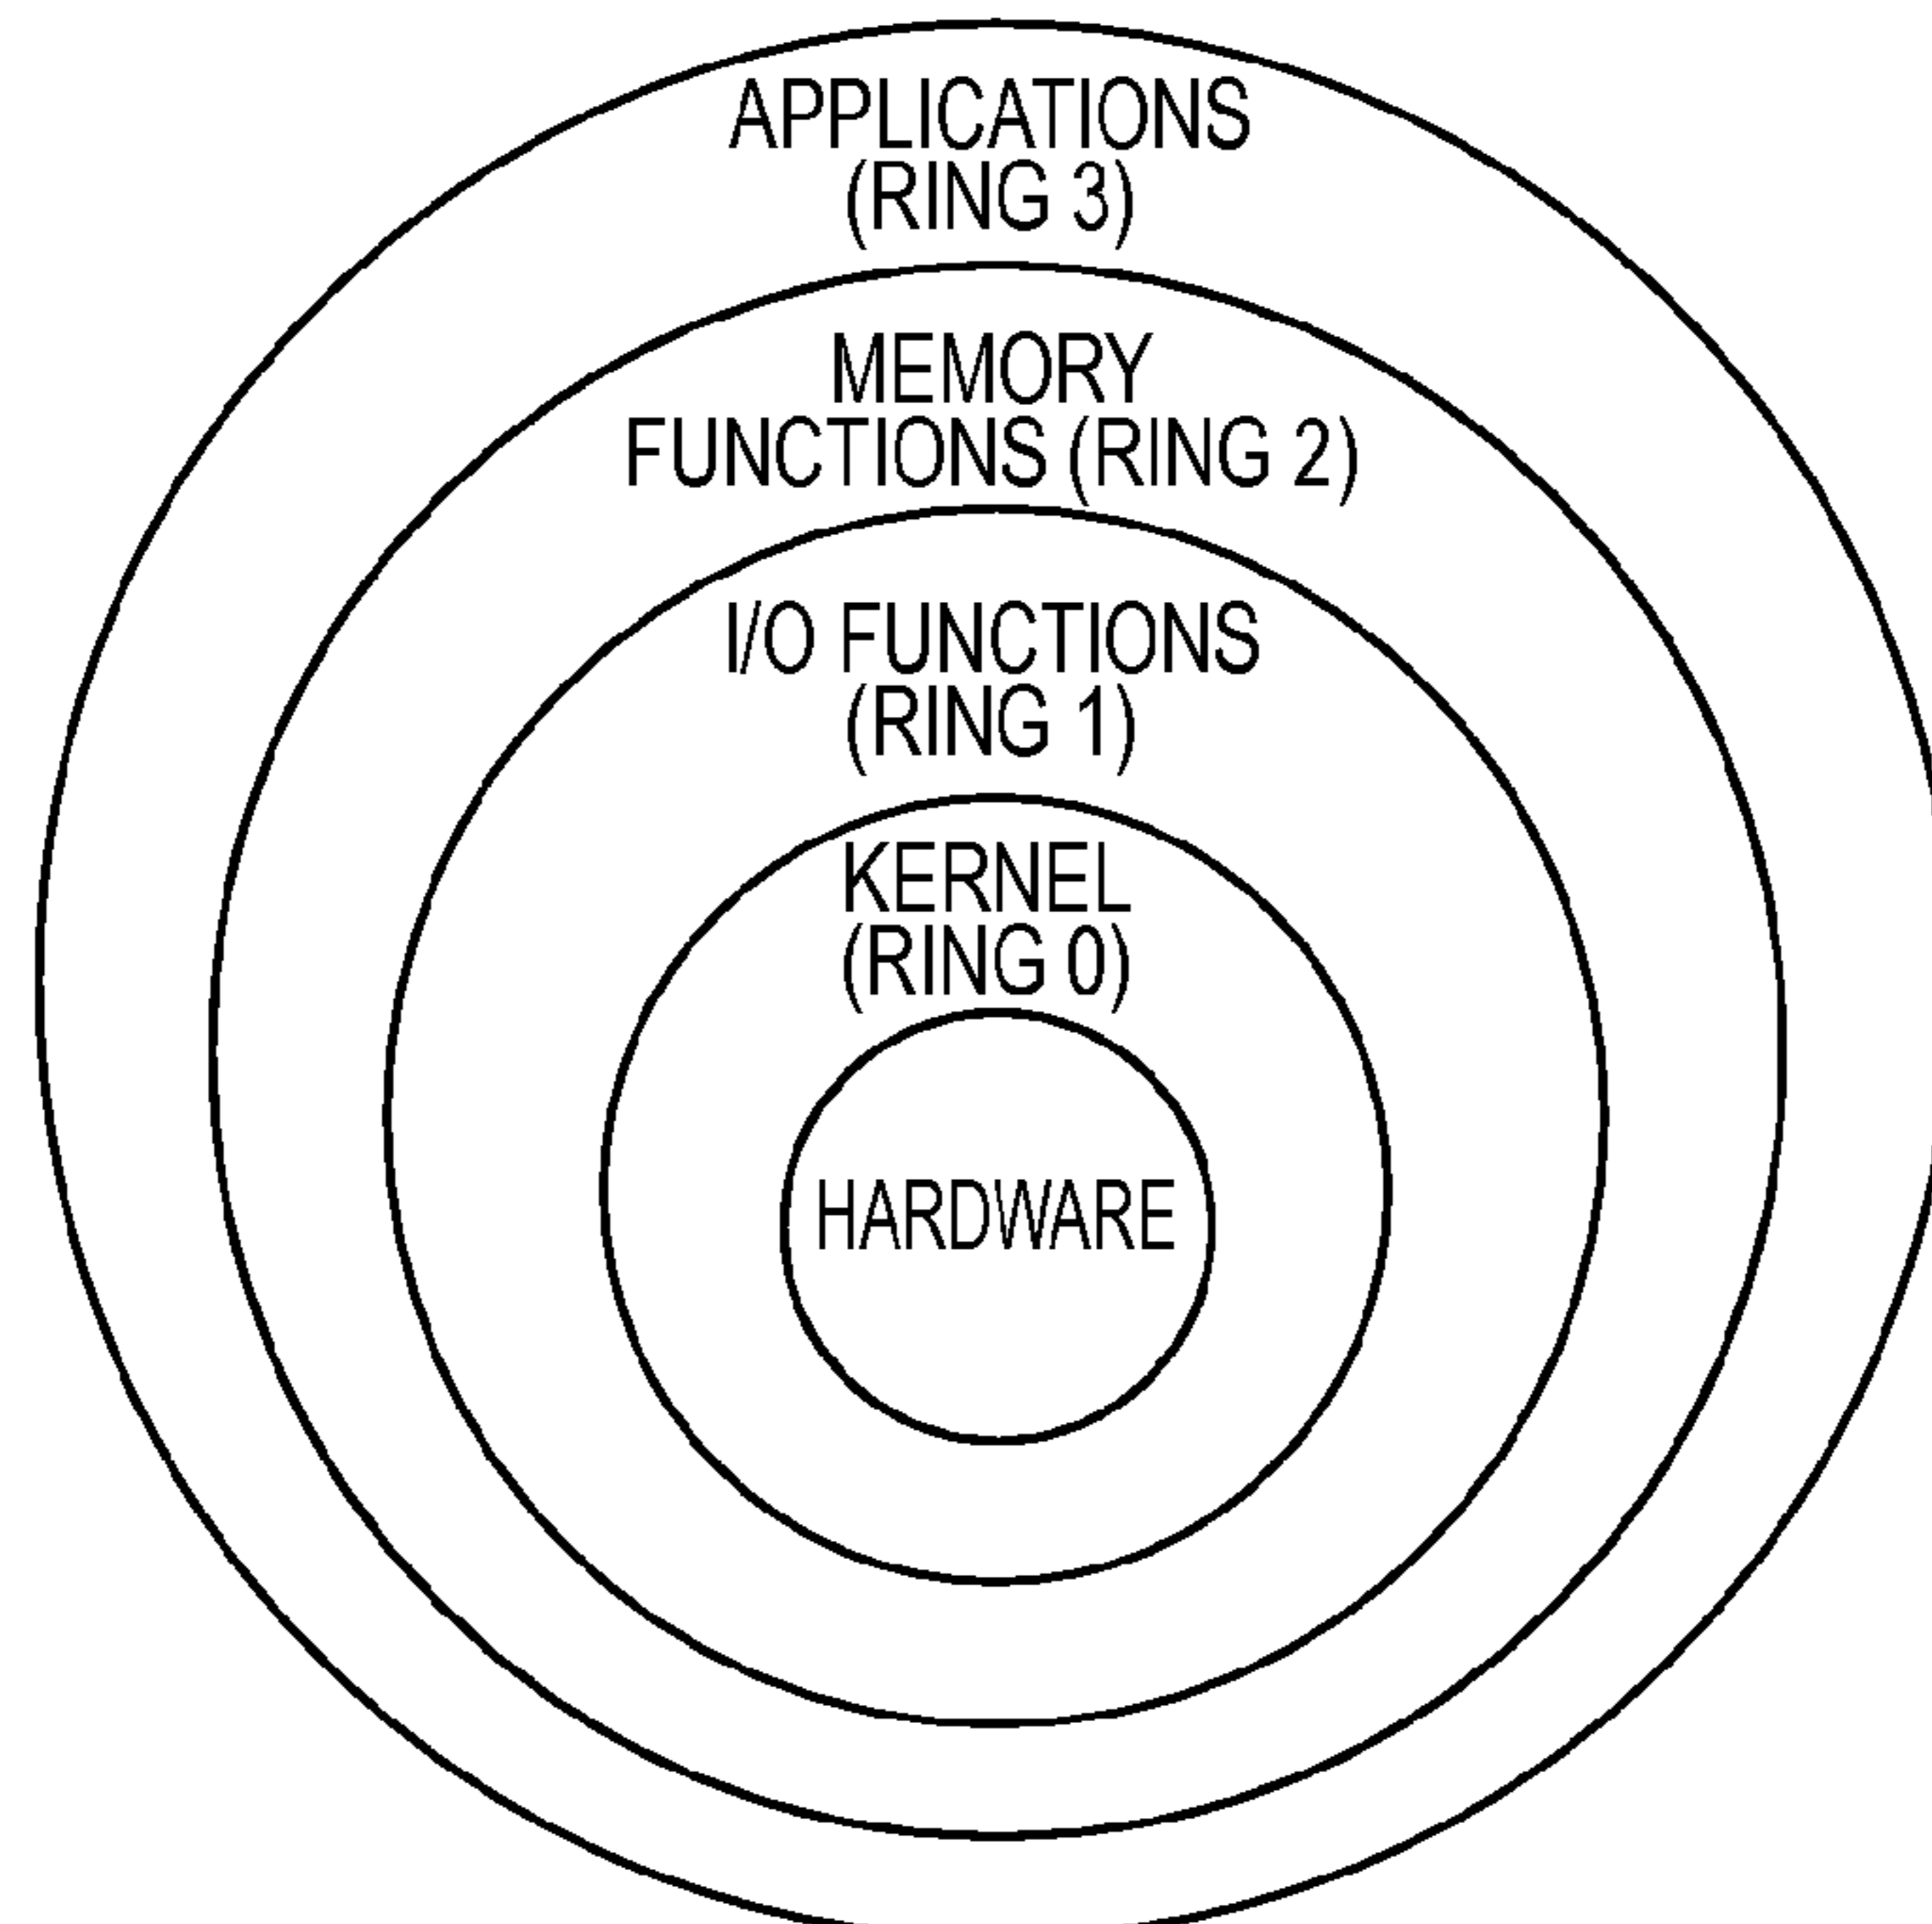 APPLICATIONS
(RING 3)
MEMORY
FUNCTIONS (RING 2)
I/O FUNCTIONS
(RING 1)
KERNEL
(RING 0)
HARDWARE